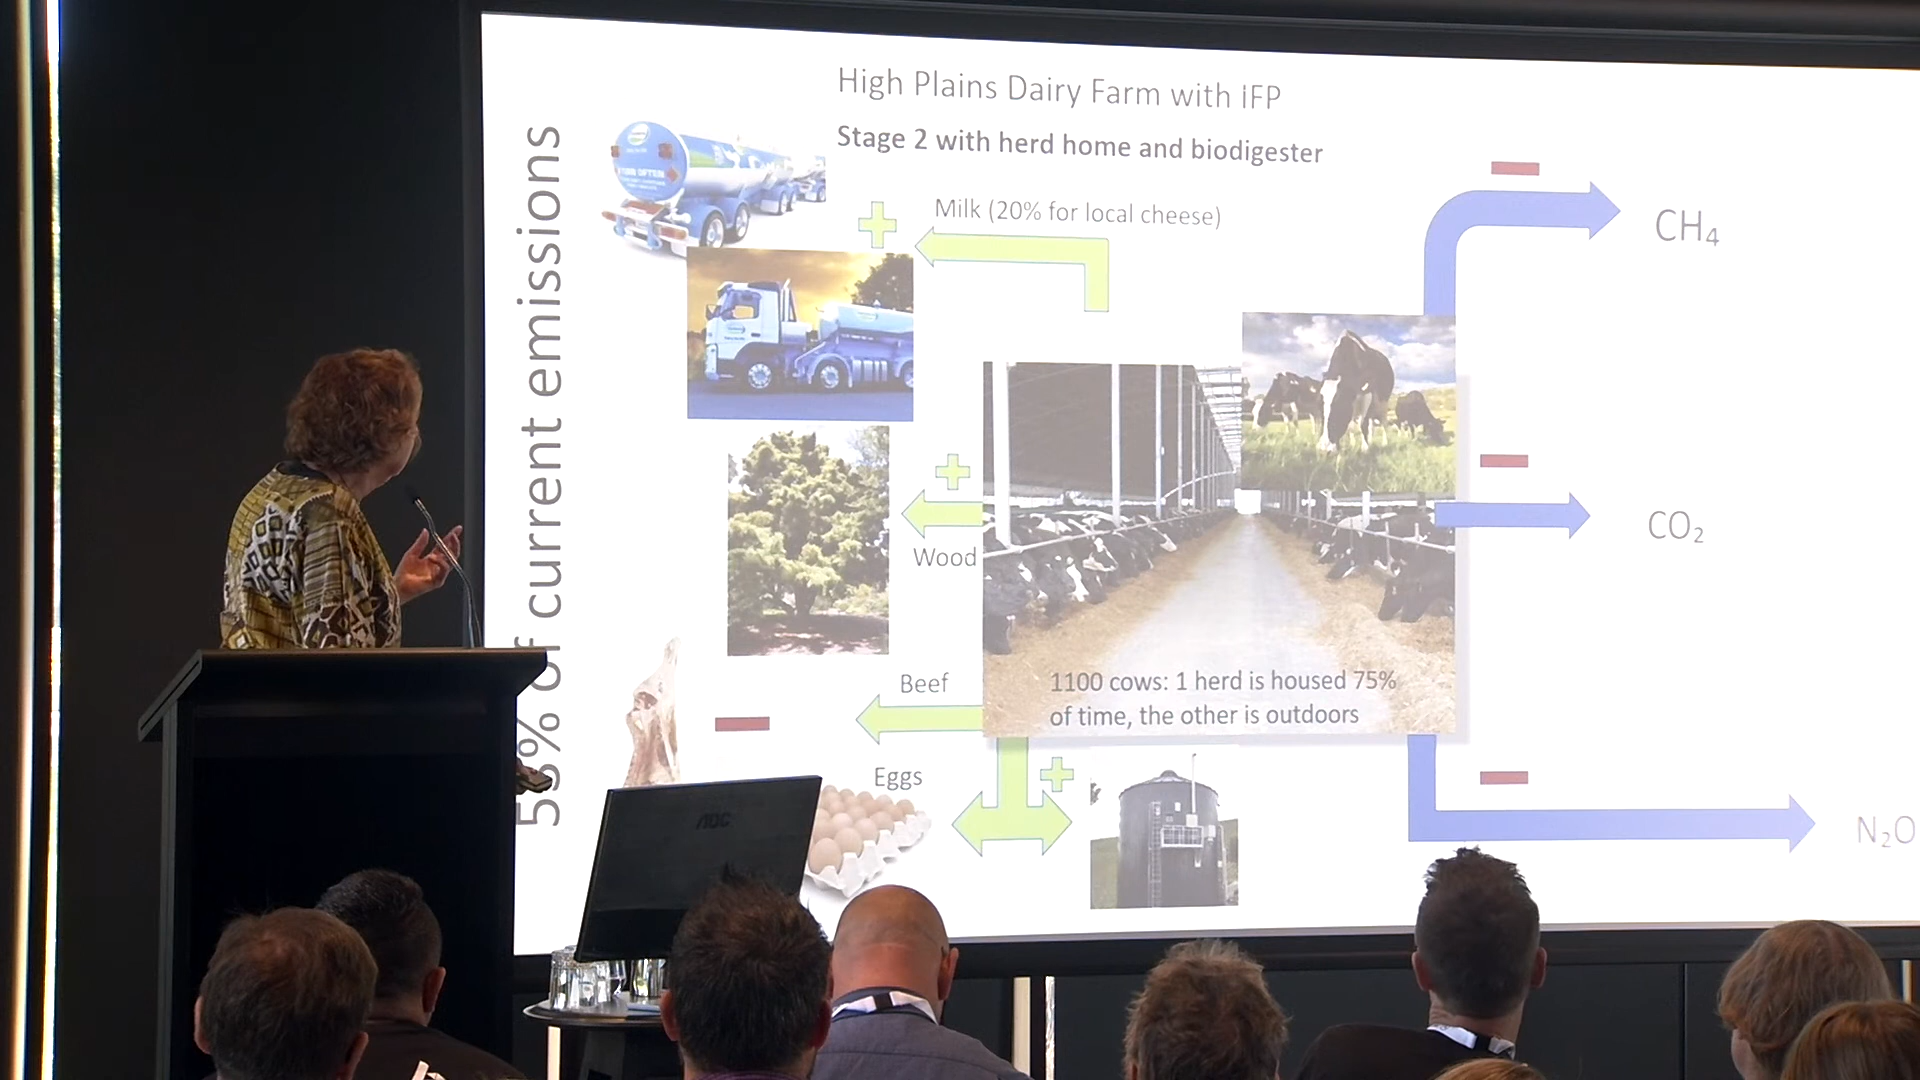 High Plains Dairy Farm with IFP
Stage 2 with herd home and biodigester
Milk (20% for local cheese)
CH₄
CO₂
Wood
1100 cows: 1 herd is housed 75%
of time, the other is outdoors
Beef
Eggs
N₂O
of current emissions
AOC